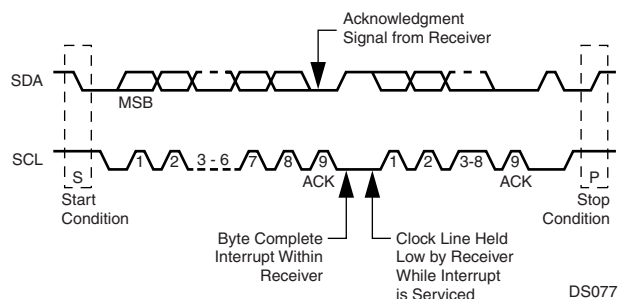 Acknowledgment
Signal from Receiver
SDA
MSB
SCL
S
1
2
3 - 6
7
8
9
1
2
3-8
9
P
ACK
ACK
Start
Condition
Stop
Condition
Byte Complete
Interrupt Within
Receiver
Clock Line Held
Low by Receiver
While Interrupt
is Serviced
DS077